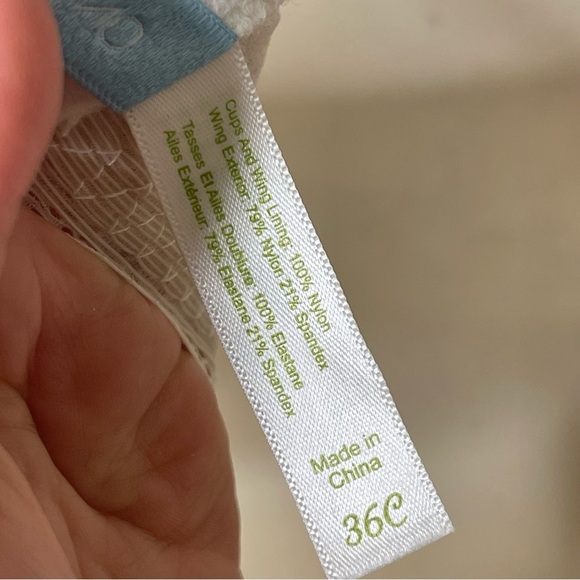 Cups And Wing Lining: 100% Nylon
Wing Exterior: 79% Nylon 21% Spandex
Tasses Et Ailes Doublure: 100% Elastane
Ailes Extérieur: 79% Elastane 21% Spandex
Made in
China
36C